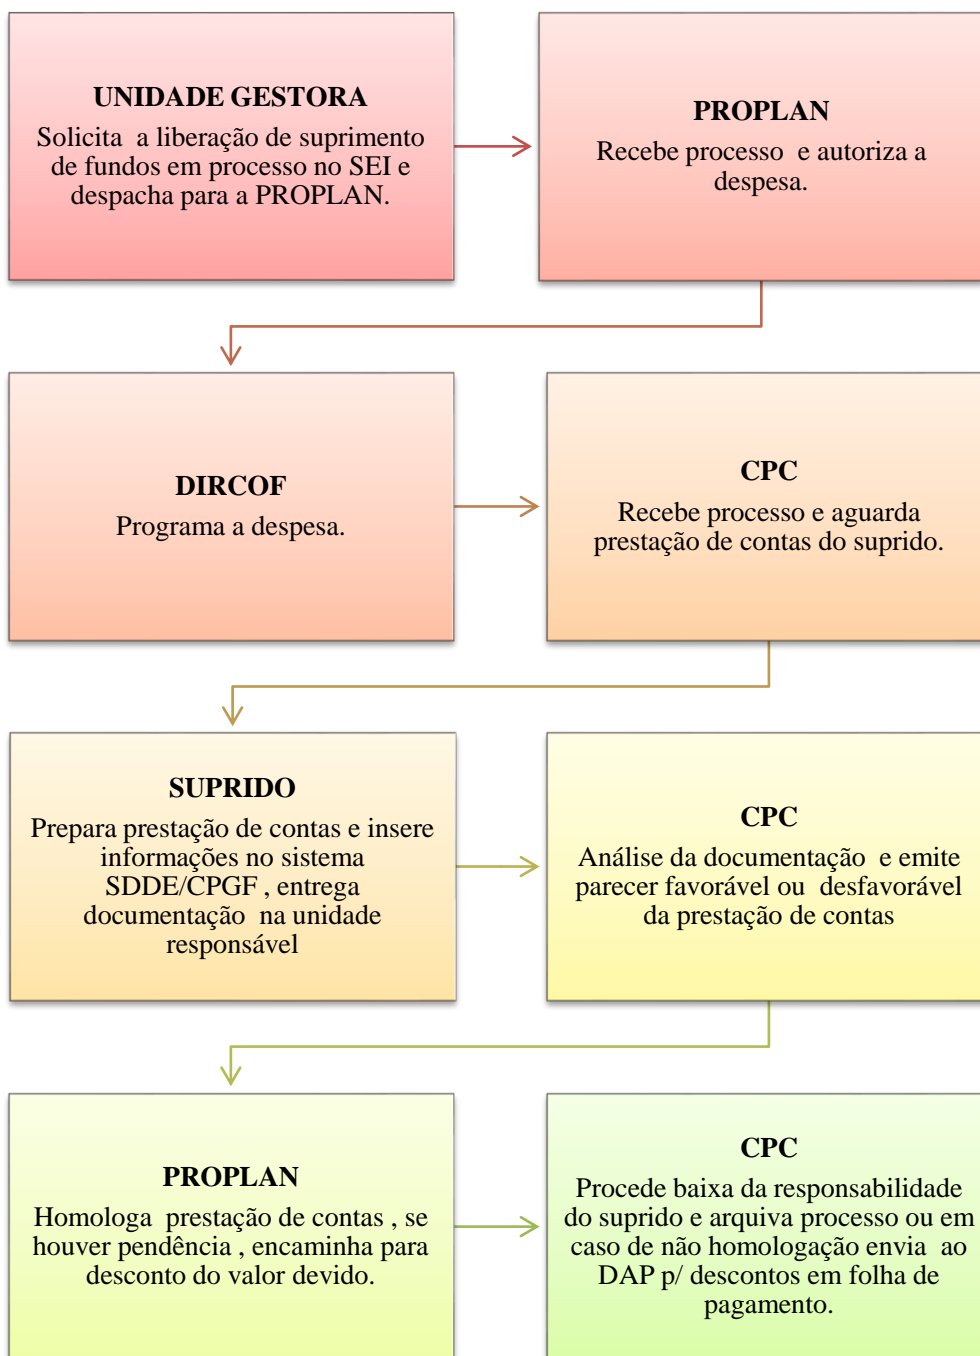 UNIDADE GESTORA
Solicita a liberação de suprimento
de fundos em processo no SEI e
despacha para a PROPLAN.
PROPLAN
Recebe processo e autoriza a
despesa.
DIRCOF
Programa a despesa.
CPC
Recebe processo e aguarda
prestação de contas do suprido.
SUPRIDO
Prepara prestação de contas e insere
informações no sistema
SDDE/CPGF , entrega
documentação na unidade
responsável
CPC
Análise da documentação e emite
parecer favorável ou desfavorável
da prestação de contas
PROPLAN
Homologa prestação de contas , se
houver pendência , encaminha para
desconto do valor devido.
CPC
Procede baixa da responsabilidade
do suprido e arquiva processo ou em
caso de não homologação envia ao
DAP p/ descontos em folha de
pagamento.